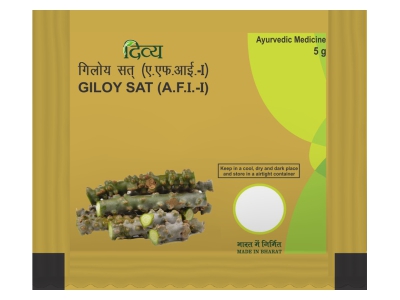 दिव्य
Ayurvedic Medicine
5 g
गिलोय सत् (ए.एफ.आई.-I)
GILOY SAT (A.F.I.-I)
Keep in a cool, dry and dark place
and store in a airtight container
भारत में निर्मित
MADE IN BHARAT